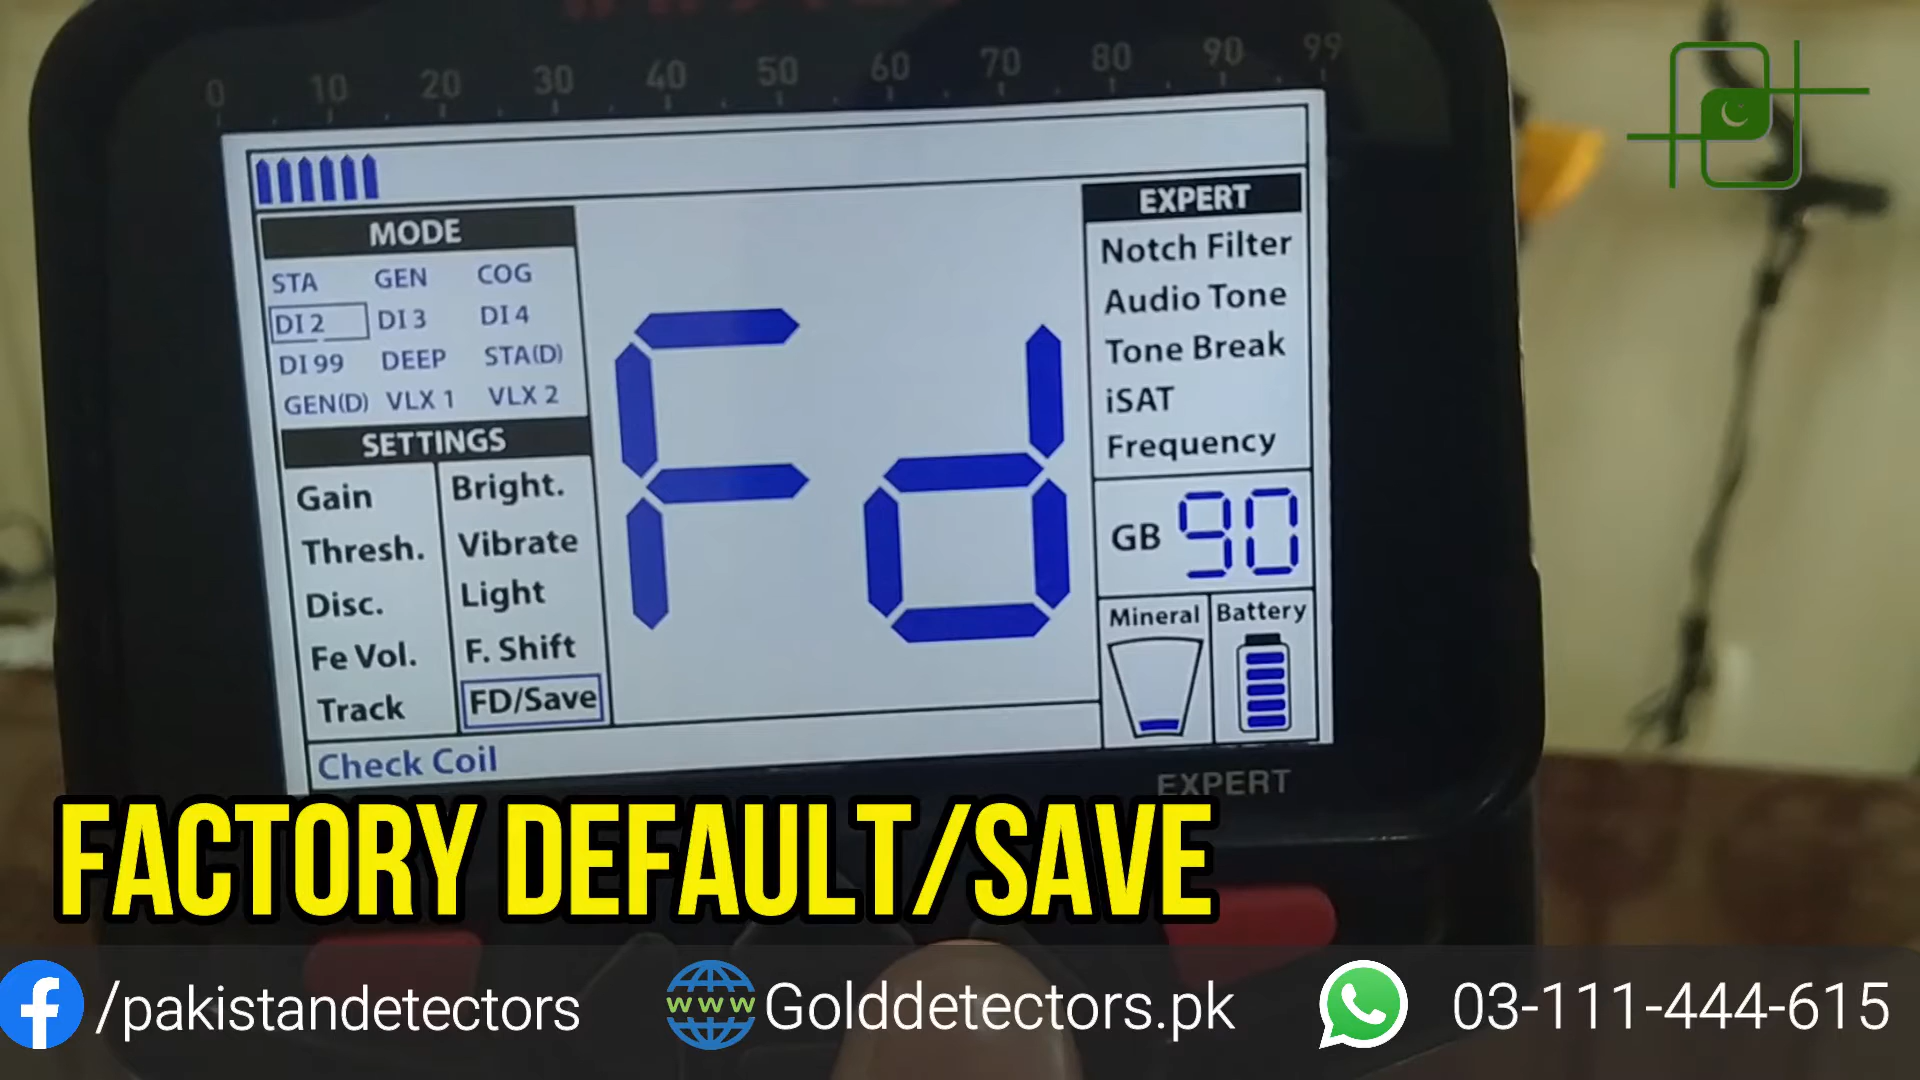 0 10 20 30 40 50 60 70 80 90 99
MODE
STA GEN COG
DI 2 DI 3 DI 4
DI 99 DEEP STA(D)
GEN(D) VLX 1 VLX 2
SETTINGS
Gain Bright.
Thresh. Vibrate
Disc. Light
Fe Vol. F. Shift
Track FD/Save
Fd
EXPERT
Notch Filter
Audio Tone
Tone Break
iSAT
Frequency
GB 90
Mineral Battery
Check Coil
EXPERT
FACTORY DEFAULT/SAVE
/pakistandetectors
www Golddetectors.pk
03-111-444-615